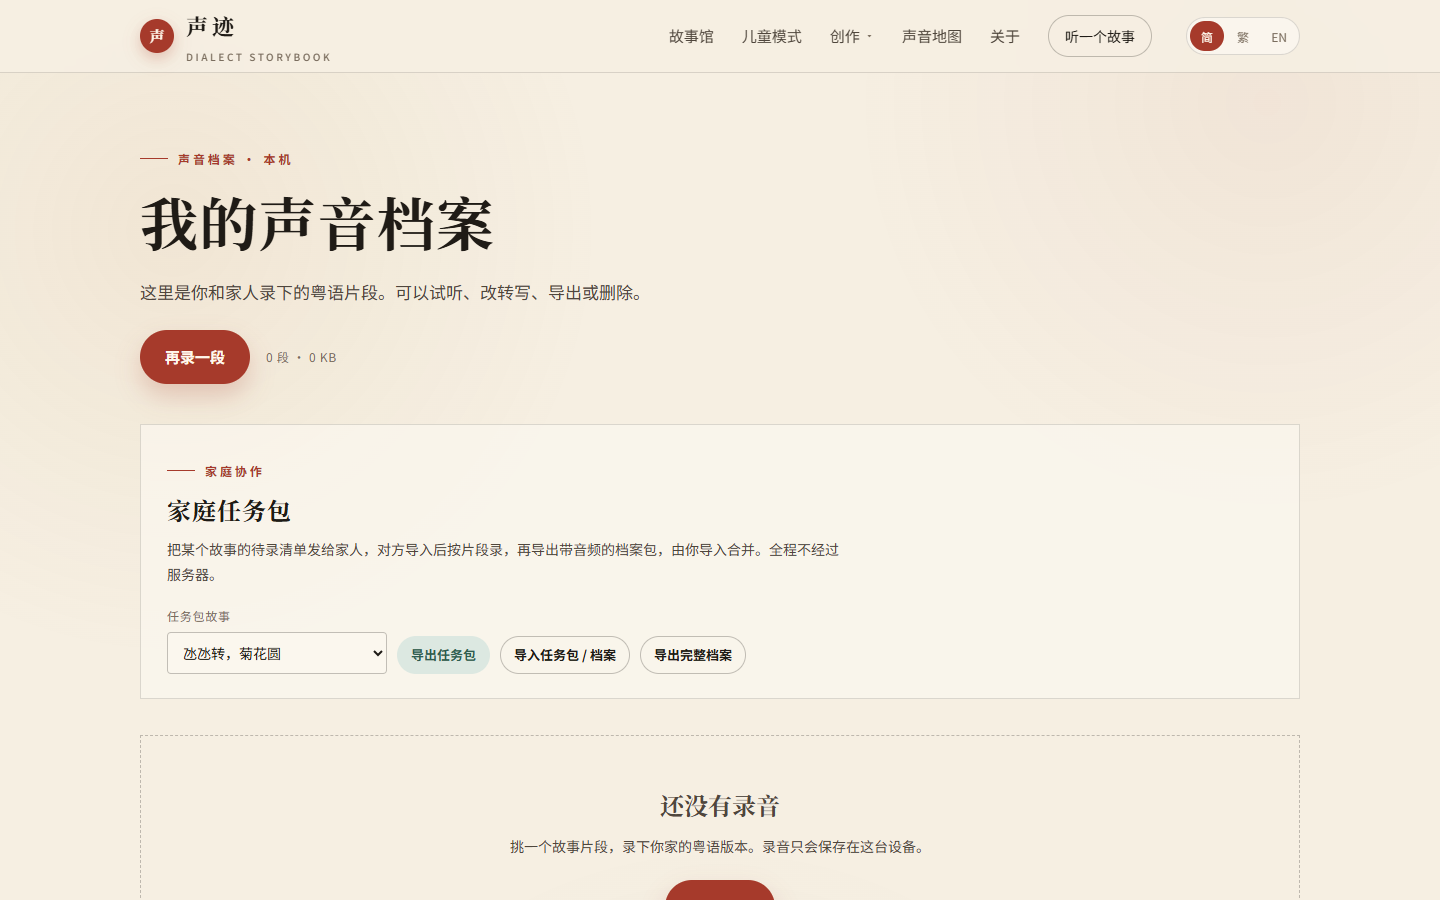 声
声迹
DIALECT STORYBOOK
故事馆
儿童模式
创作
声音地图
关于
听一个故事
简
繁
EN
声音档案 · 本机
我的声音档案
这里是你和家人录下的粤语片段。可以试听、改转写、导出或删除。
再录一段
0 段 · 0 KB
家庭协作
家庭任务包
把某个故事的待录清单发给家人，对方导入后按片段录，再导出带音频的档案包，由你导入合并。全程不经过
服务器。
任务包故事
氹氹转，菊花圆
导出任务包
导入任务包 / 档案
导出完整档案
还没有录音
挑一个故事片段，录下你家的粤语版本。录音只会保存在这台设备。